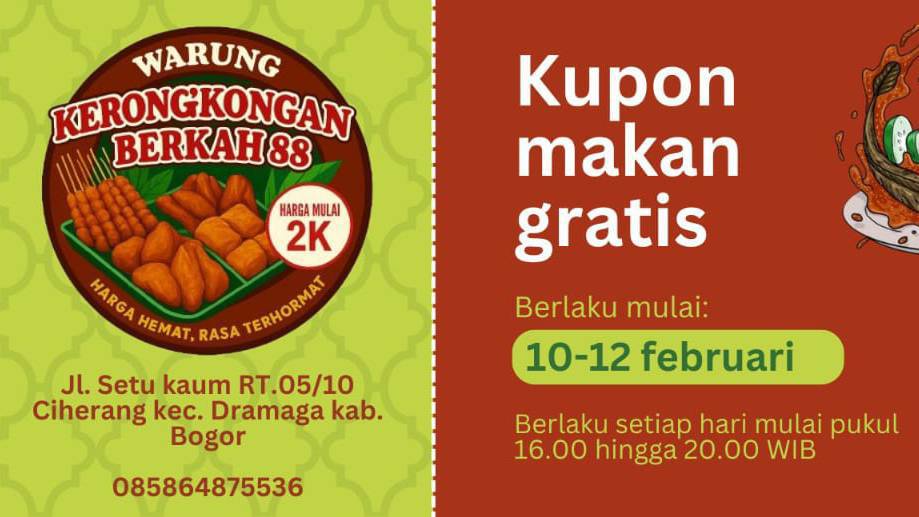 WARUNG
KERONGKONGAN
BERKAH 88
HARGA MULAI
2K
HARGA HEMAT, RASA TERHORMAT
Jl. Setu kaum RT.05/10
Ciherang kec. Dramaga kab.
Bogor
085864875536
Kupon
makan
gratis
Berlaku mulai:
10-12 februari
Berlaku setiap hari mulai pukul
16.00 hingga 20.00 WIB